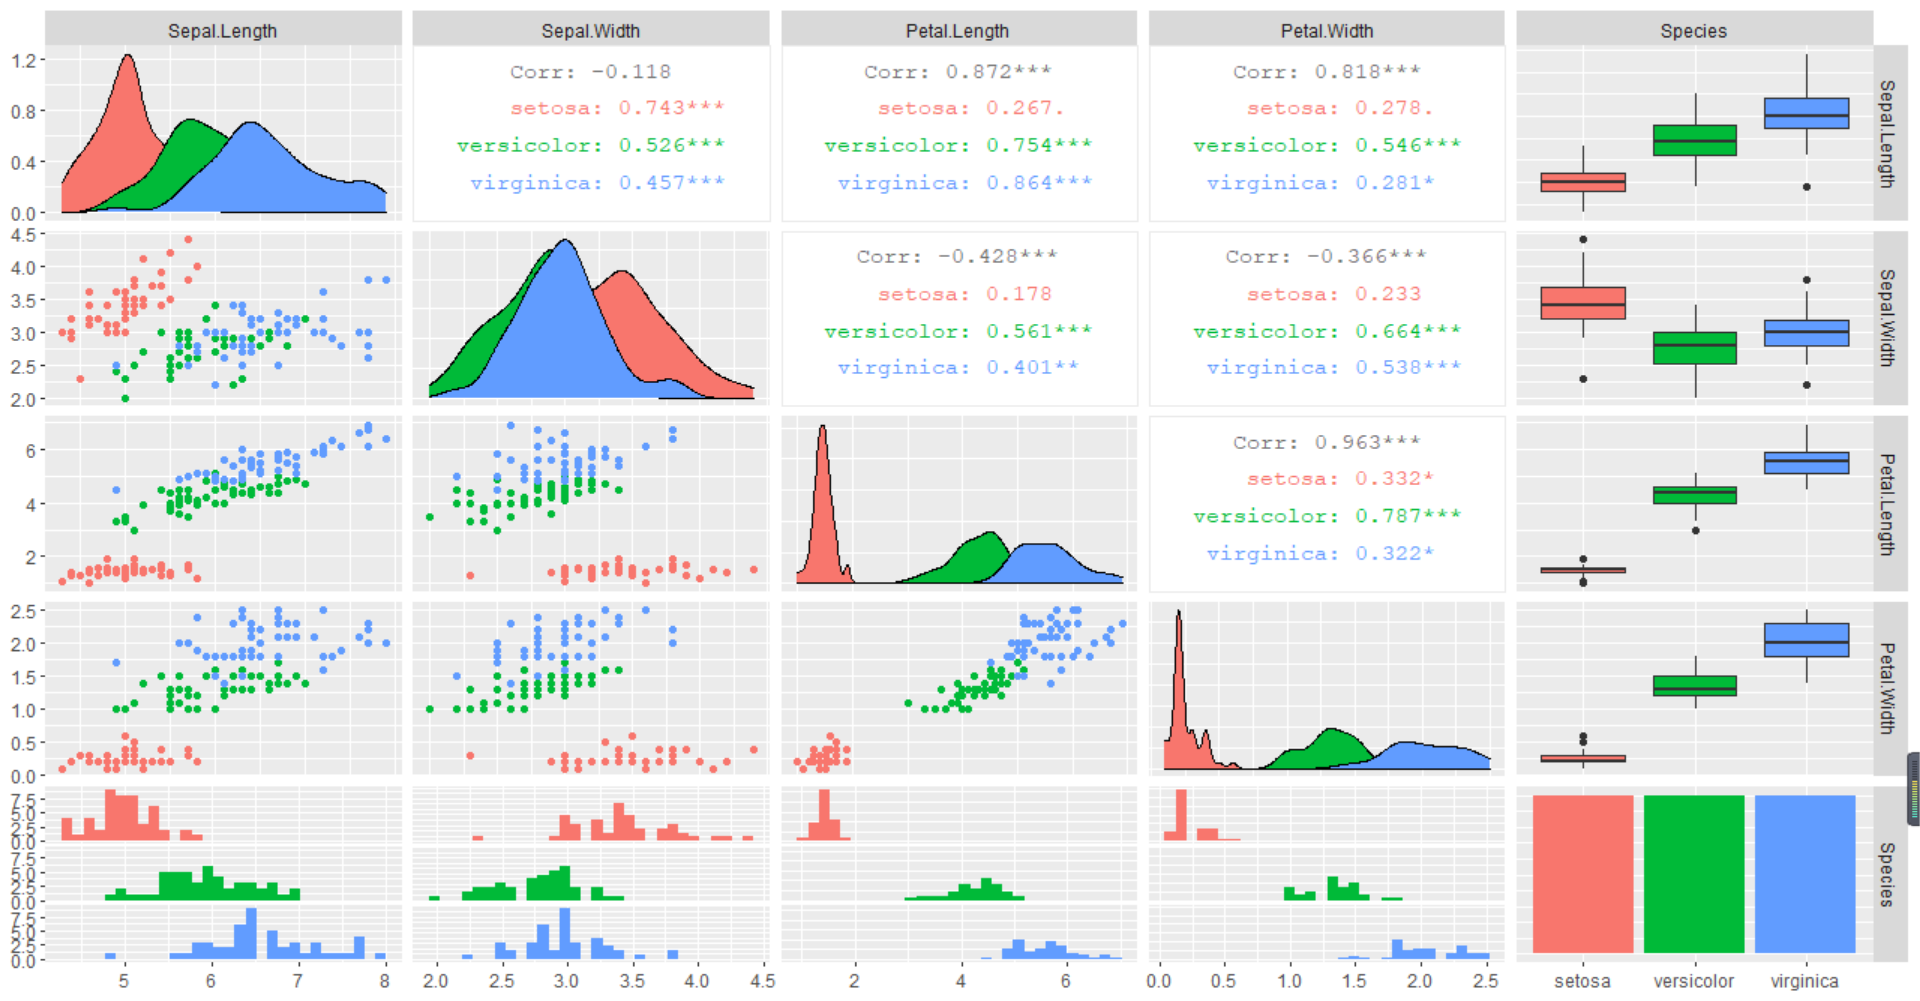 Sepal.Length Sepal.Width Petal.Length Petal.Width Species
1.2
0.8
0.4
0.0
Corr: -0.118
setosa: 0.743***
versicolor: 0.526***
virginica: 0.457***
Corr: 0.872***
setosa: 0.267.
versicolor: 0.754***
virginica: 0.864***
Corr: 0.818***
setosa: 0.278.
versicolor: 0.546***
virginica: 0.281*
Sepal.Length
4.5
4.0
3.5
3.0
2.5
2.0
Corr: -0.428***
setosa: 0.178
versicolor: 0.561***
virginica: 0.401**
Corr: -0.366***
setosa: 0.233
versicolor: 0.664***
virginica: 0.538***
Sepal.Width
6
4
2
Corr: 0.963***
setosa: 0.332*
versicolor: 0.787***
virginica: 0.322*
Petal.Length
2.5
2.0
1.5
1.0
0.5
0.0
Petal.Width
7.5
5.0
2.5
0.0
7.5
5.0
2.5
0.0
7.5
5.0
2.5
0.0
Species
5 6 7 8 2.0 2.5 3.0 3.5 4.0 4.5 2 4 6 0.0 0.5 1.0 1.5 2.0 2.5 setosa versicolor virginica